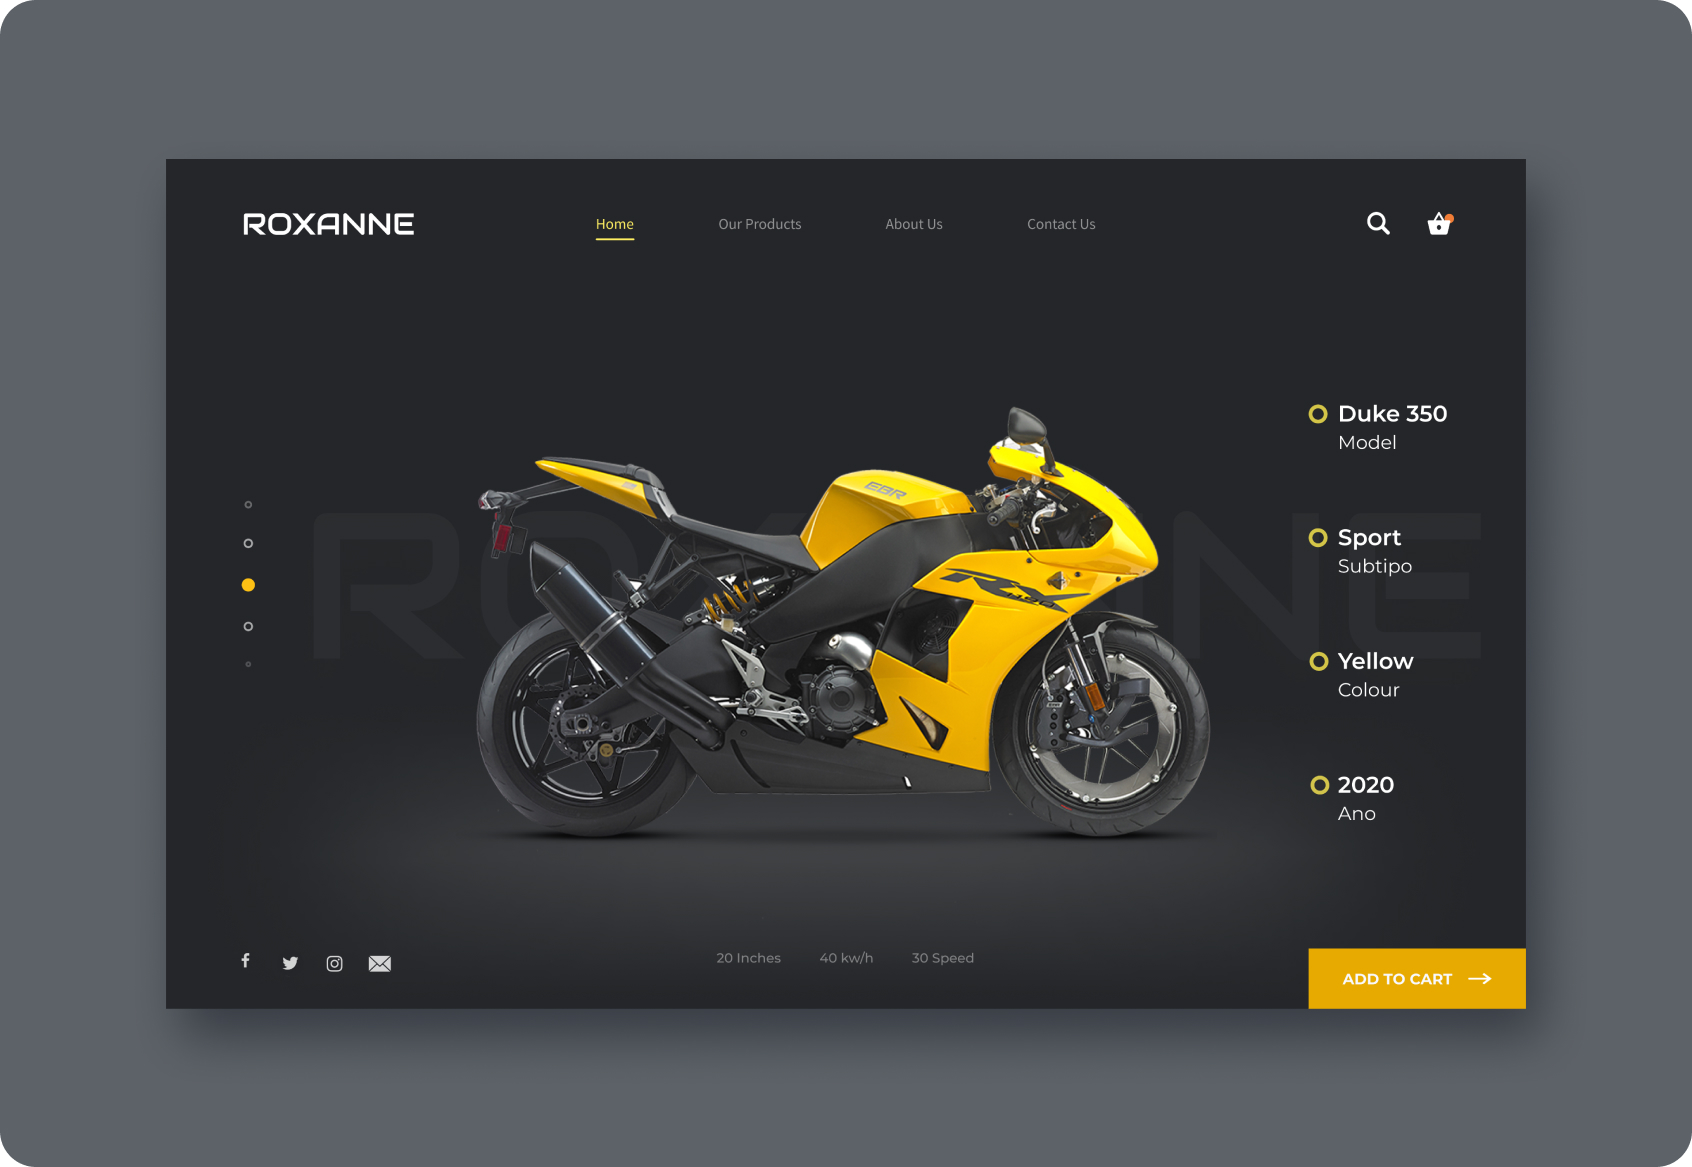 ROXANNE
Home
Our Products
About Us
Contact Us
Duke 350
Model
EBR
Sport
Subtipo
ROXANNE
Yellow
Colour
2020
Ano
20 Inches
40 kw/h
30 Speed
ADD TO CART